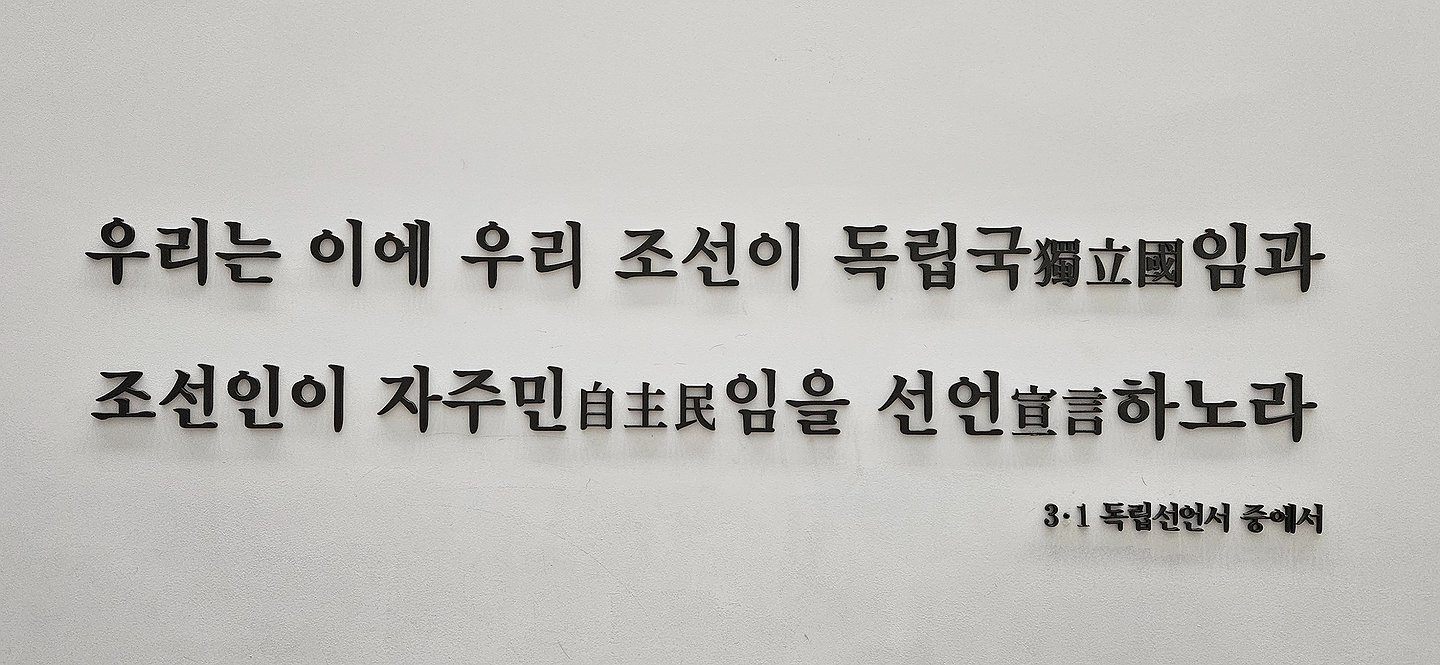 우리는 이에 우리 조선이 독립국獨立國임과
조선인이 자주민自主民임을 선언宣言하노라
3·1 독립선언서 중에서